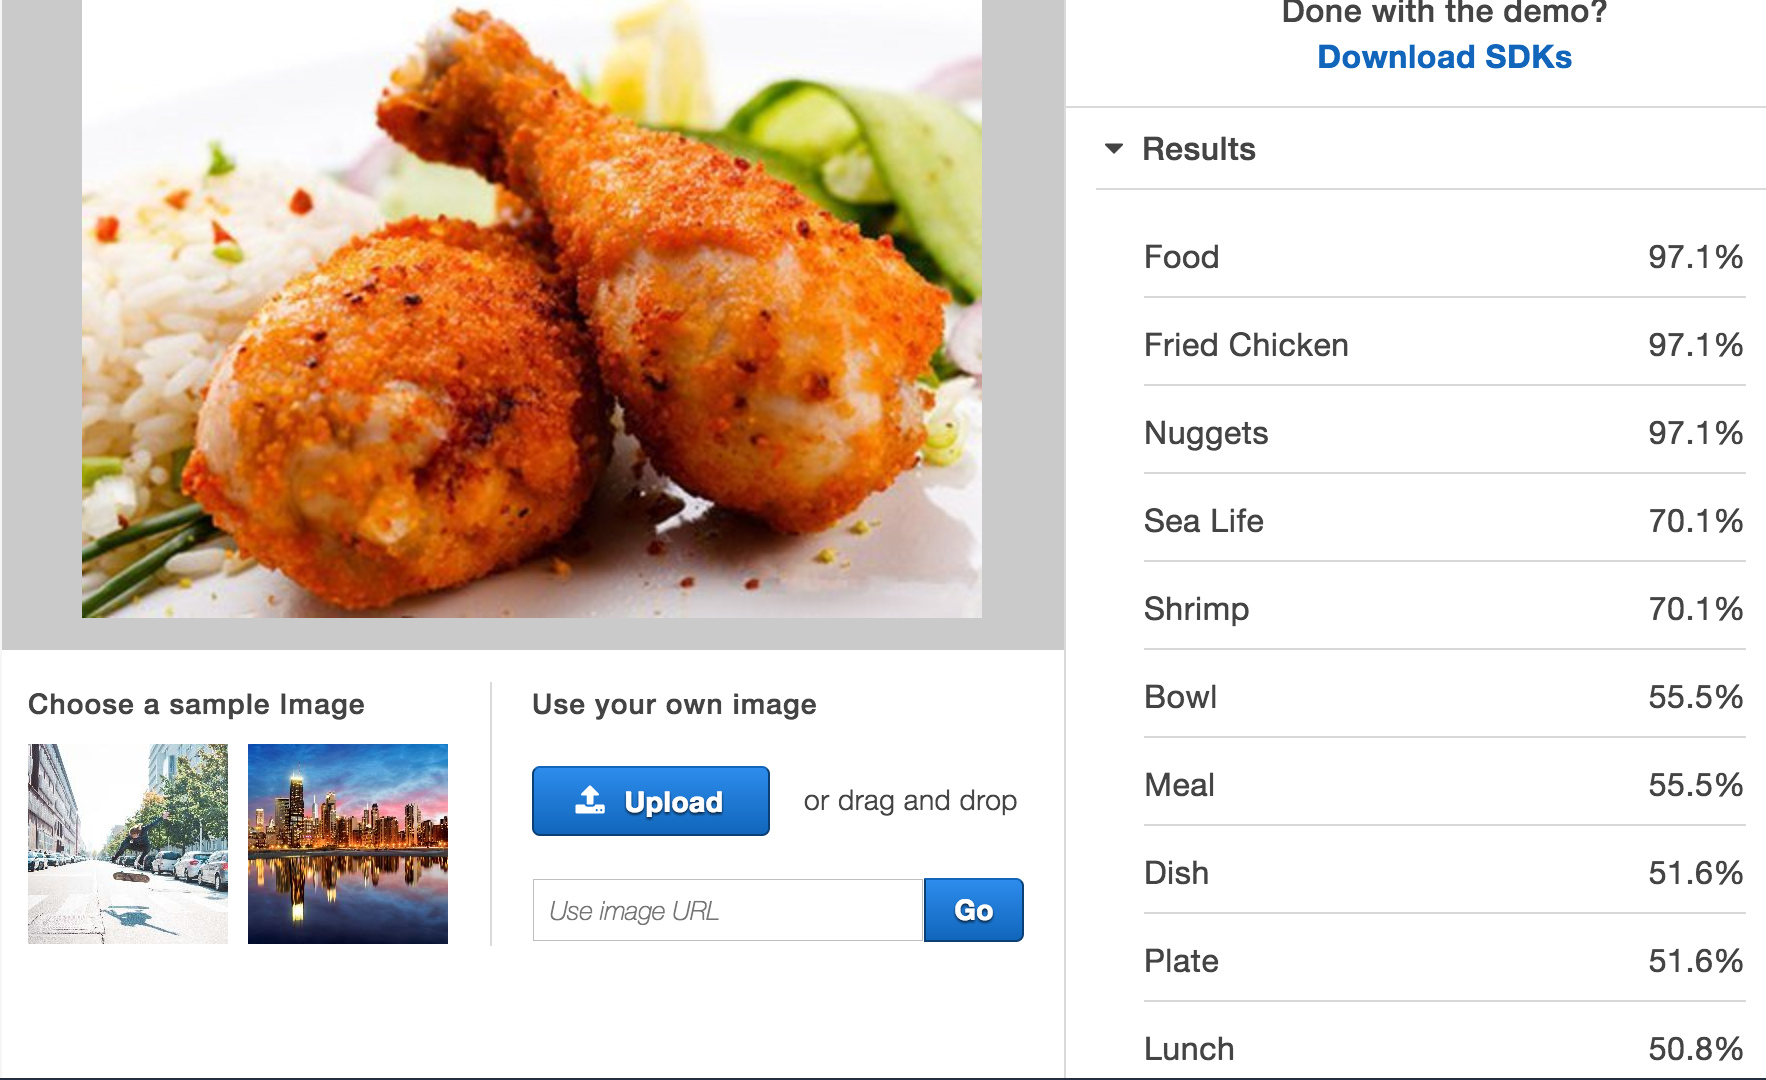 Done with the demo?
Download SDKs
Results
Food 97.1%
Fried Chicken 97.1%
Nuggets 97.1%
Sea Life 70.1%
Shrimp 70.1%
Bowl 55.5%
Meal 55.5%
Dish 51.6%
Plate 51.6%
Lunch 50.8%
Choose a sample Image
Use your own image
Upload or drag and drop
Use image URL Go